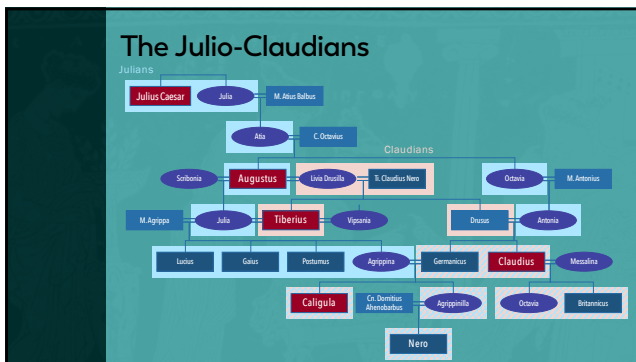 The Julio-Claudians
Julians
Julius Caesar
Julia
M. Atius Balbus
Atia
C. Octavius
Claudians
Scribonia
Augustus
Livia Drusilla
Ti. Claudius Nero
Octavia
M. Antonius
M. Agrippa
Julia
Tiberius
Vipsania
Drusus
Antonia
Lucius
Gaius
Postumus
Agrippina
Germanicus
Claudius
Messalina
Caligula
Cn. Domitius
Ahenobarbus
Agrippinilla
Octavia
Britannicus
Nero